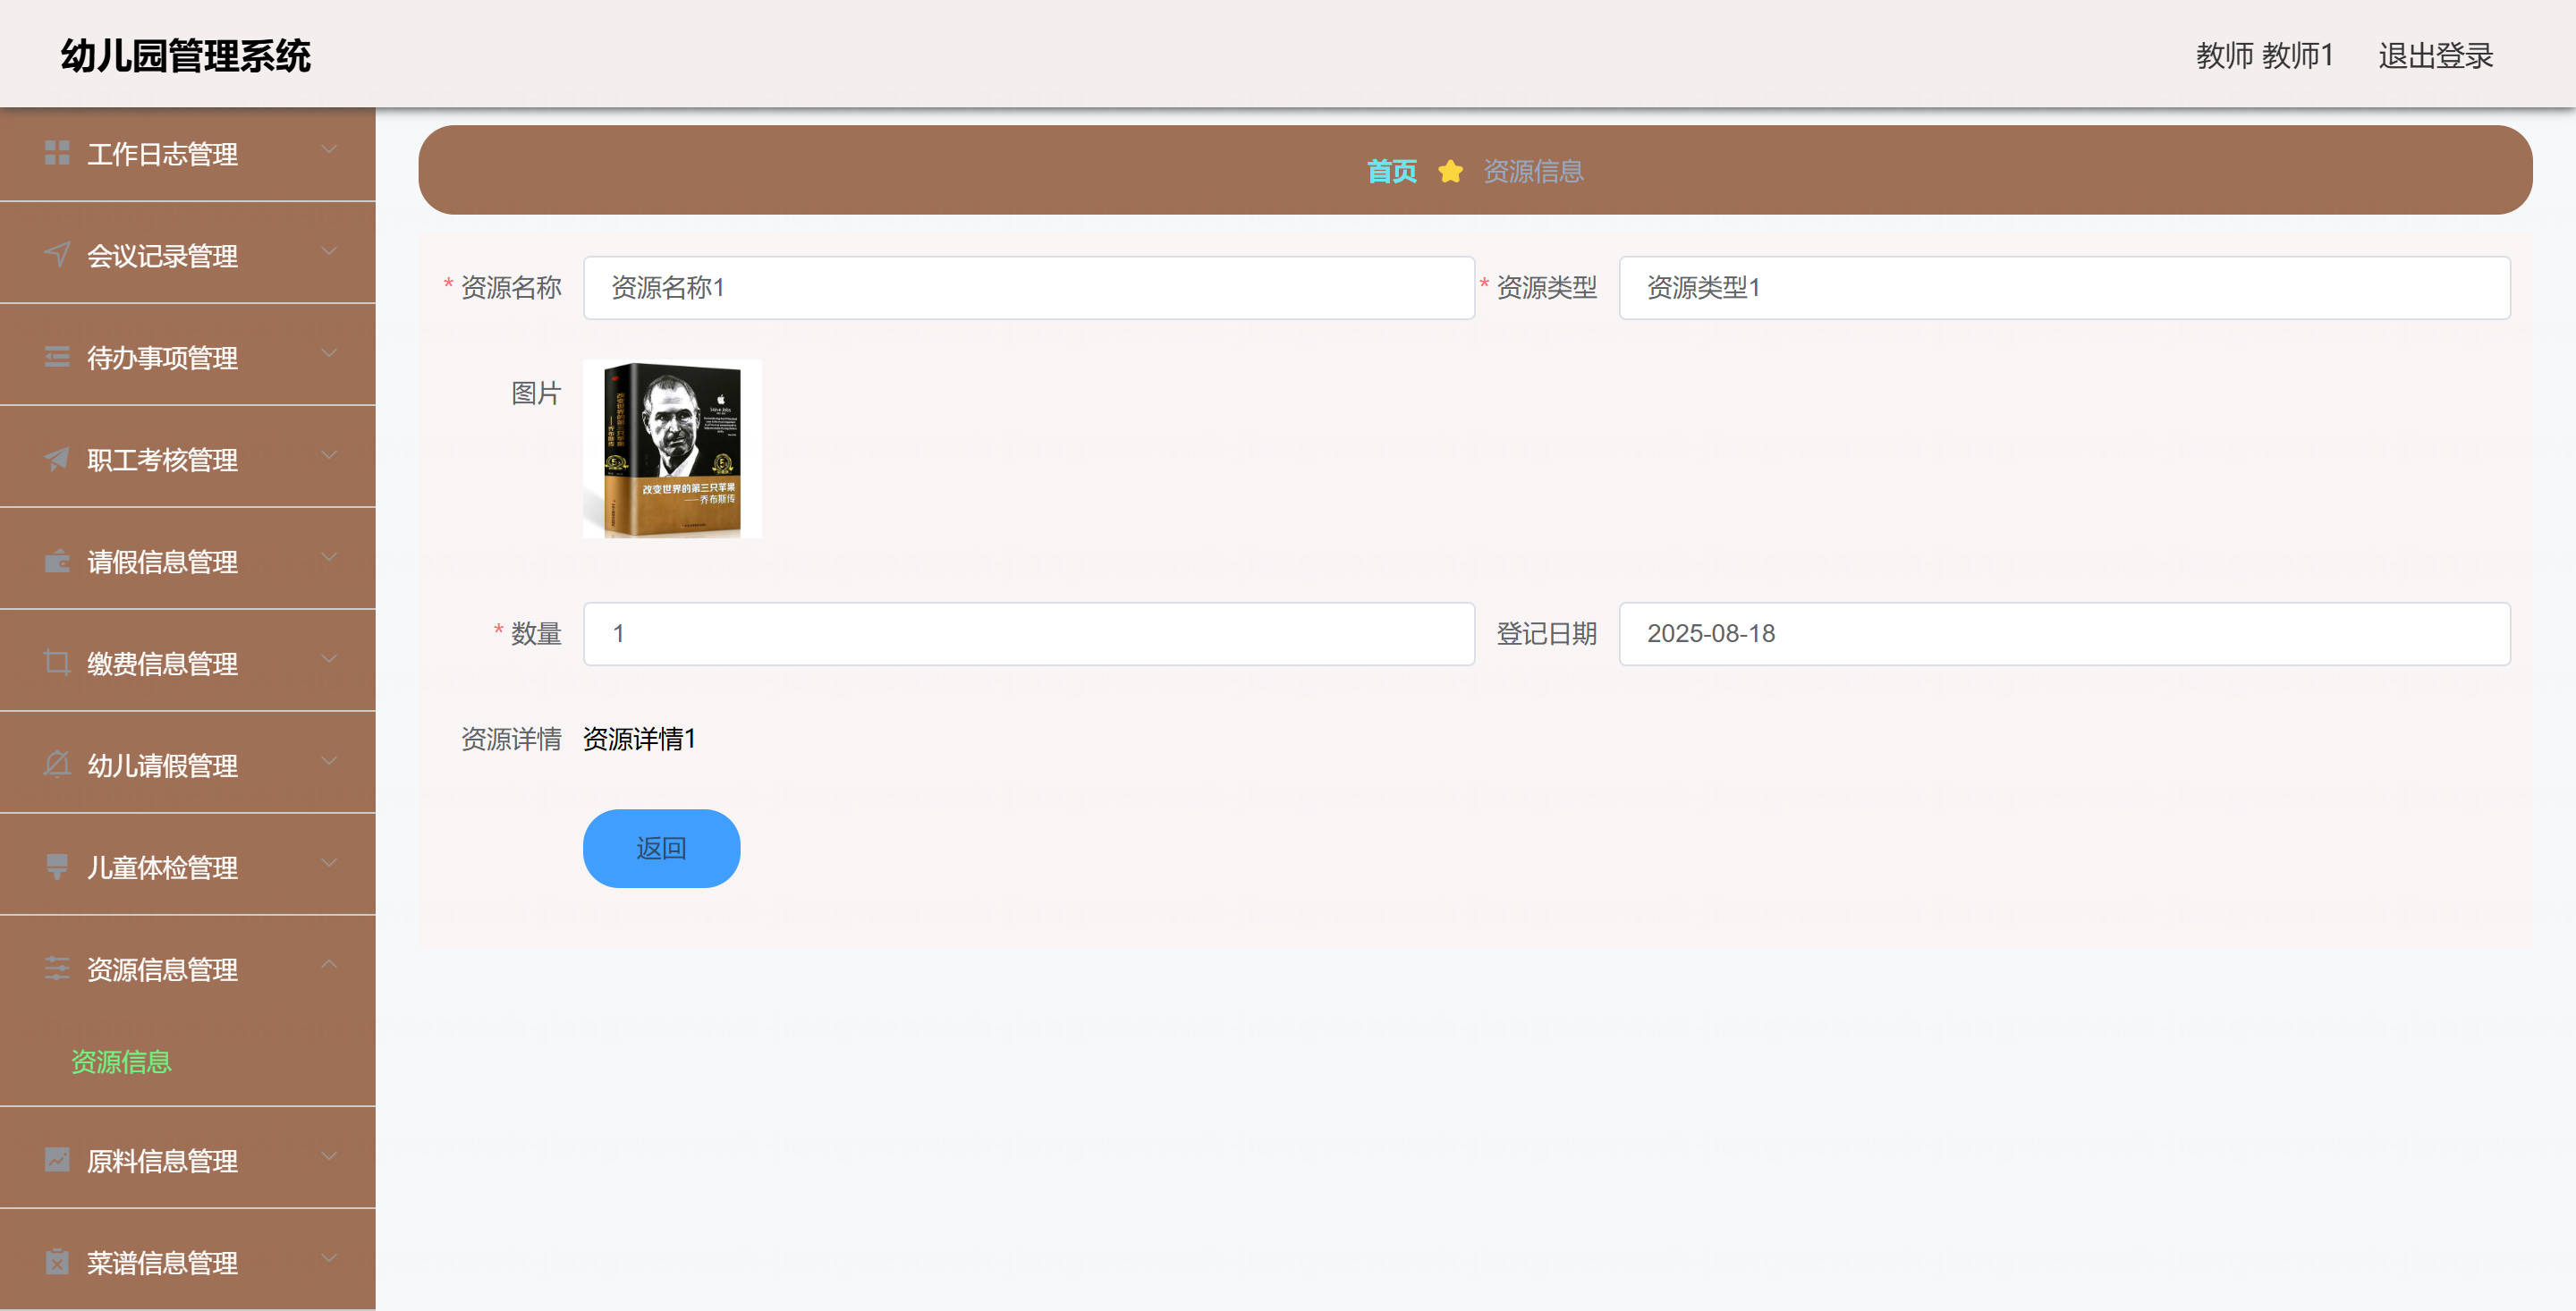 幼儿园管理系统
教师 教师1 退出登录
工作日志管理
会议记录管理
待办事项管理
职工考核管理
请假信息管理
缴费信息管理
幼儿请假管理
儿童体检管理
资源信息管理
资源信息
原料信息管理
菜谱信息管理
首页 资源信息
* 资源名称 资源名称1 * 资源类型 资源类型1
图片
改变世界的第三只苹果
——乔布斯传
* 数量 1 登记日期 2025-08-18
资源详情 资源详情1
返回